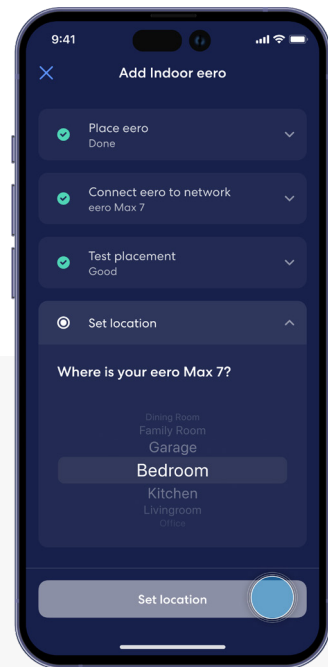 9:41
Add Indoor eero
Place eero
Done
Connect eero to network
eero Max 7
Test placement
Good
Set location
Where is your eero Max 7?
Dining Room
Family Room
Garage
Bedroom
Kitchen
Livingroom
Office
Set location